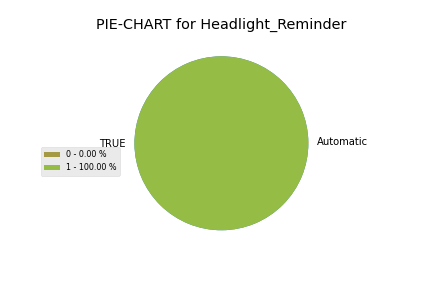 PIE-CHART for Headlight_Reminder
TRUE
Automatic
0 - 0.00 %
1 - 100.00 %